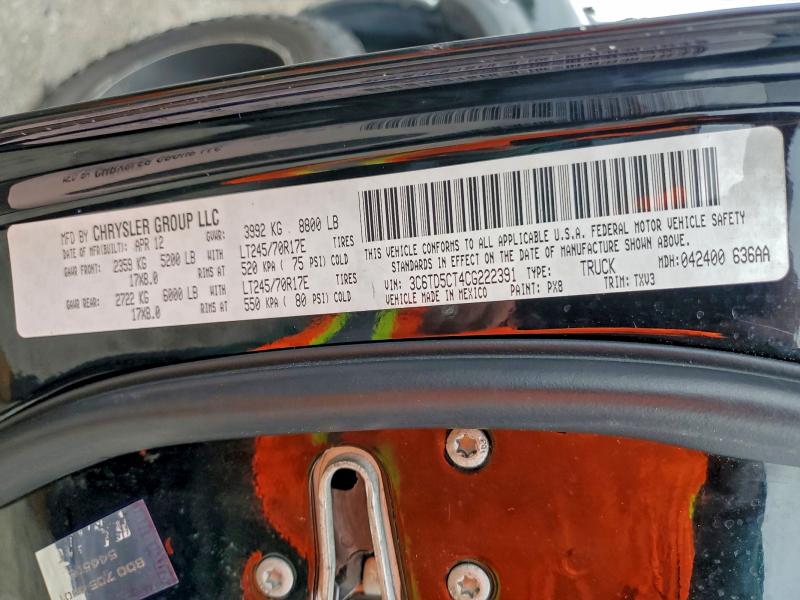 MFD BY CHRYSLER GROUP LLC
DATE OF MFR(BUILT): APR 12 GVWR: 3992 KG . 8800 LB
GAWR FRONT: 2359 KG 5200 LB WITH LT245/70R17E TIRES
17X8.0 RIMS AT 520 KPA ( 75 PSI) COLD
GAWR REAR: 2722 KG 6000 LB WITH LT245/70R17E TIRES
17X8.0 RIMS AT 550 KPA ( 80 PSI) COLD
THIS VEHICLE CONFORMS TO ALL APPLICABLE U.S.A. FEDERAL MOTOR VEHICLE SAFETY
STANDARDS IN EFFECT ON THE DATE OF MANUFACTURE SHOWN ABOVE.
VIN: 3C6TD5CT4CG222391 TYPE: TRUCK MDH: 042400 636AA
VEHICLE MADE IN MEXICO PAINT: PX8 TRIM: TXV3